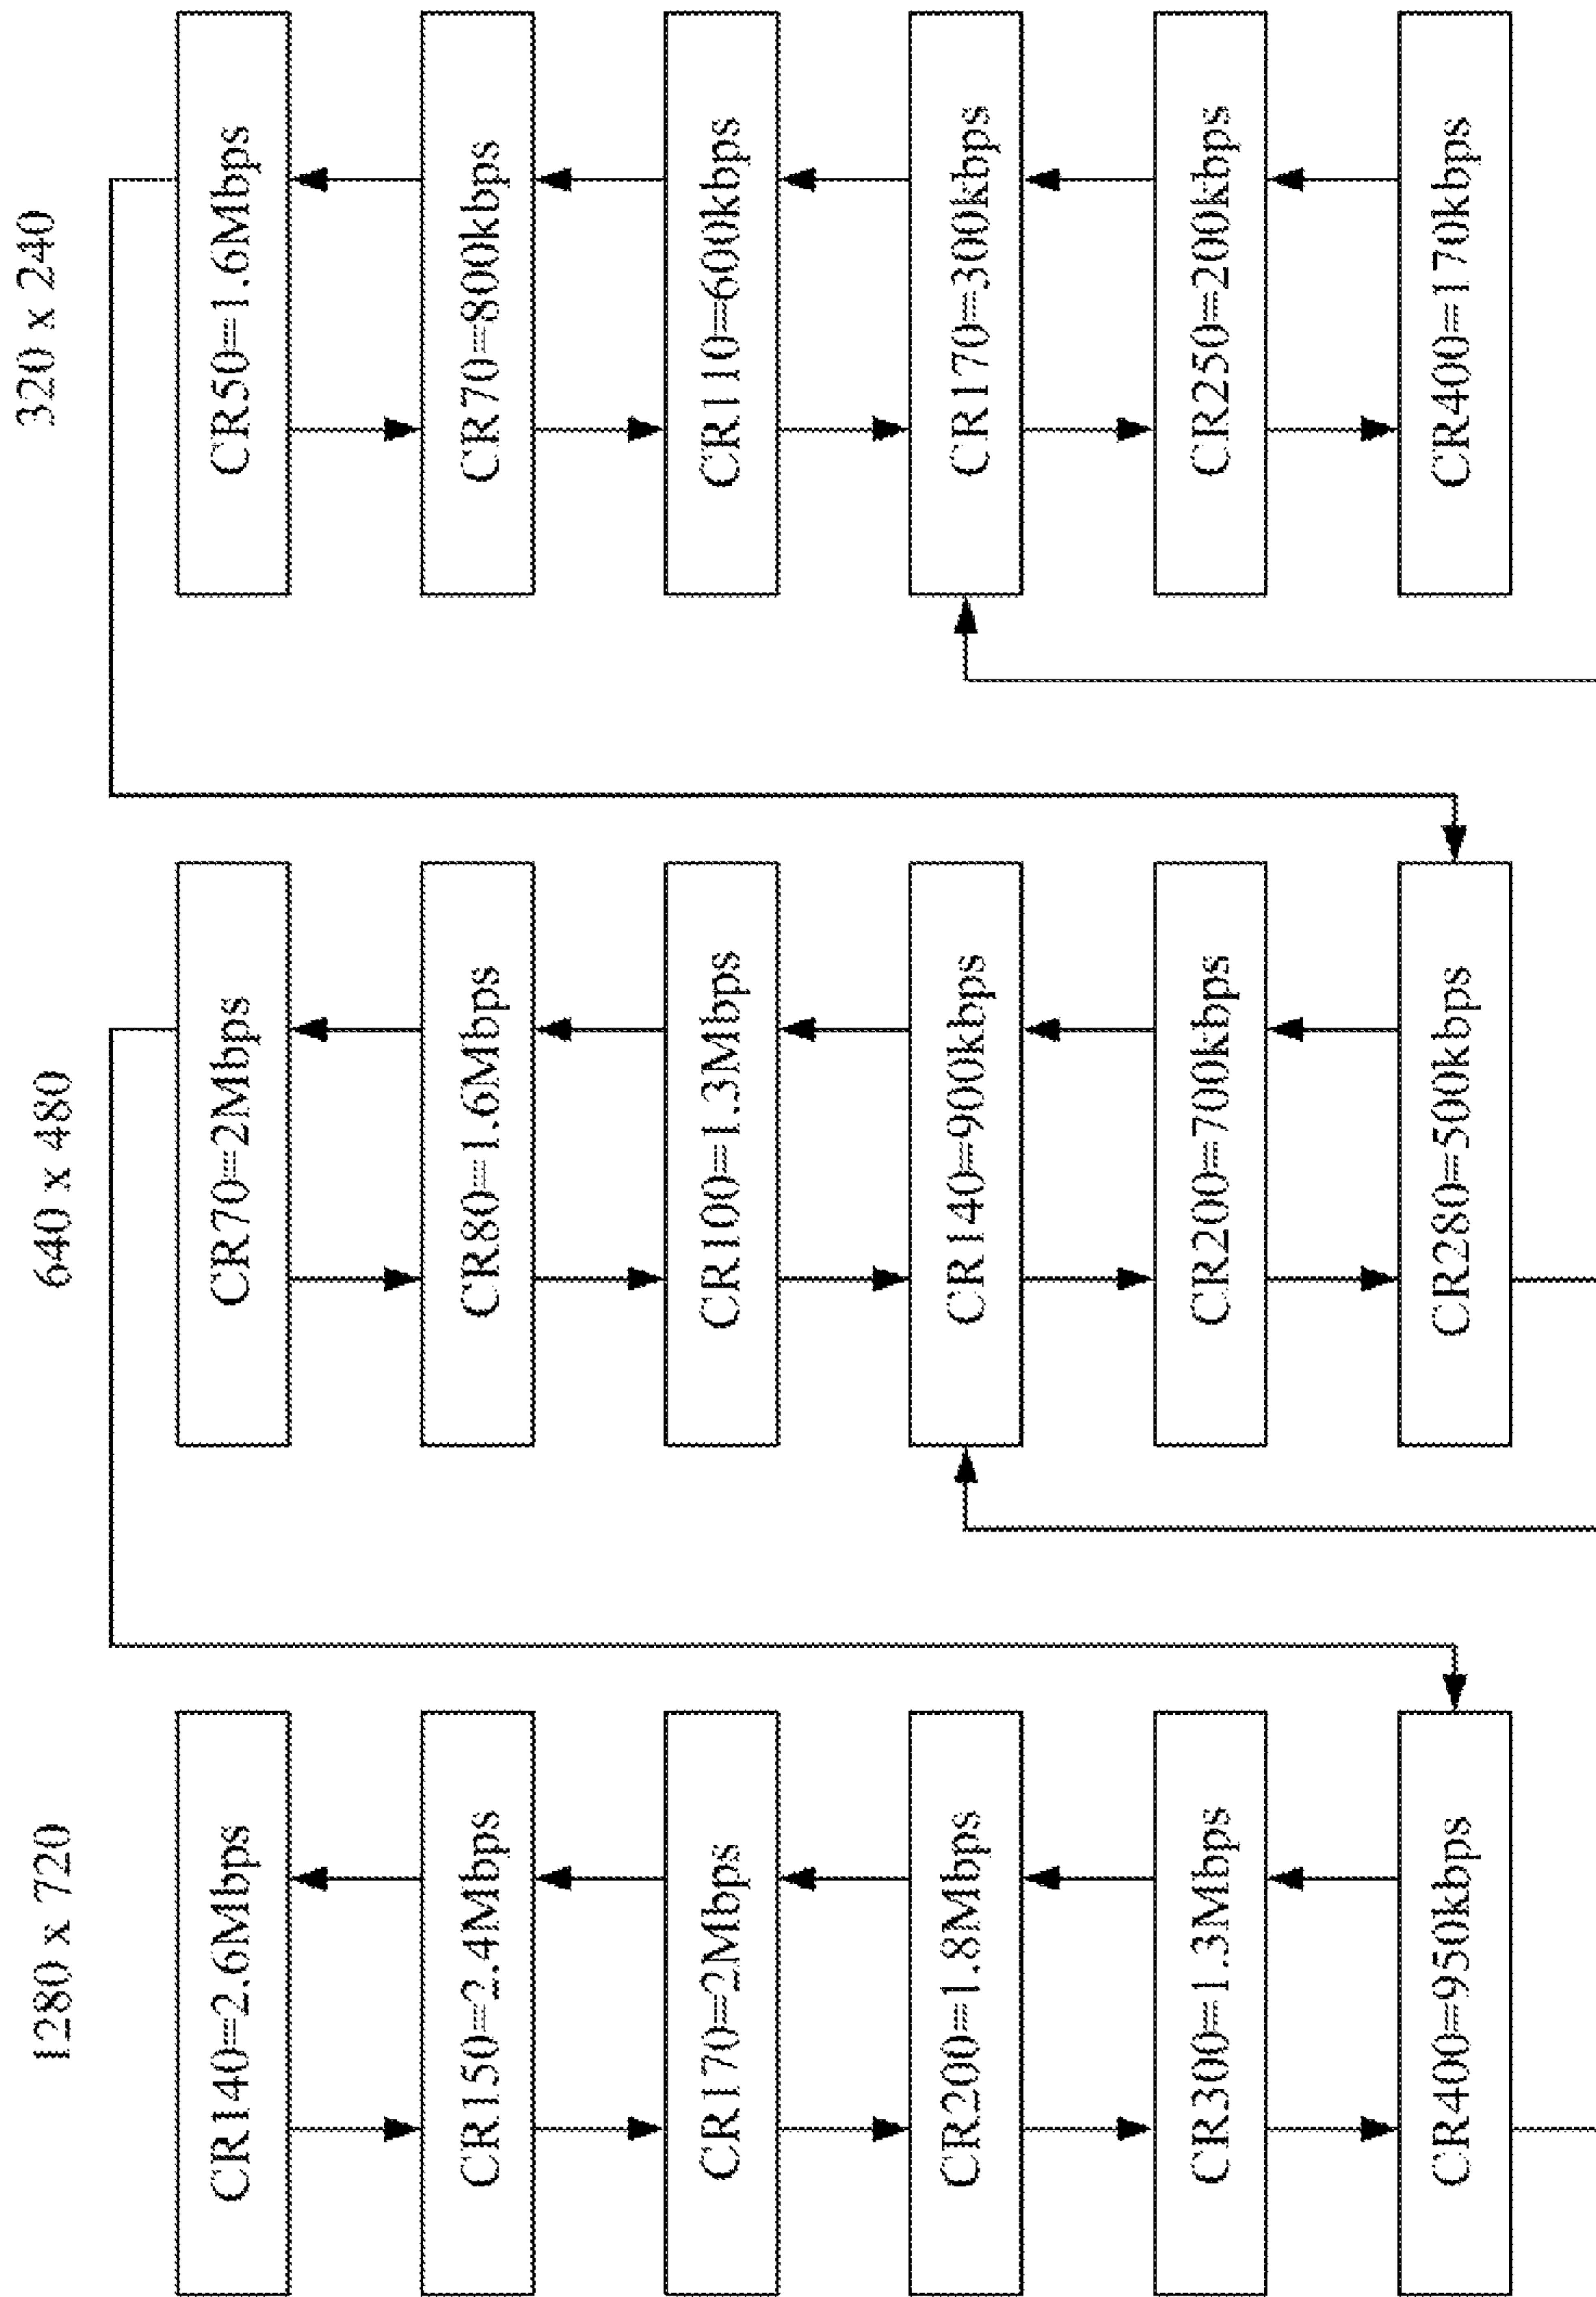 1280 x 720
CR140=2.6Mbps
CR150=2.4Mbps
CR170=2Mbps
CR200=1.8Mbps
CR300=1.3Mbps
CR400=950kbps
640 x 480
CR70=2Mbps
CR80=1.6Mbps
CR100=1.3Mbps
CR140=900kbps
CR200=700kbps
CR280=500kbps
320 x 240
CR50=1.6Mbps
CR70=800kbps
CR110=600kbps
CR170=300kbps
CR250=200kbps
CR400=170kbps